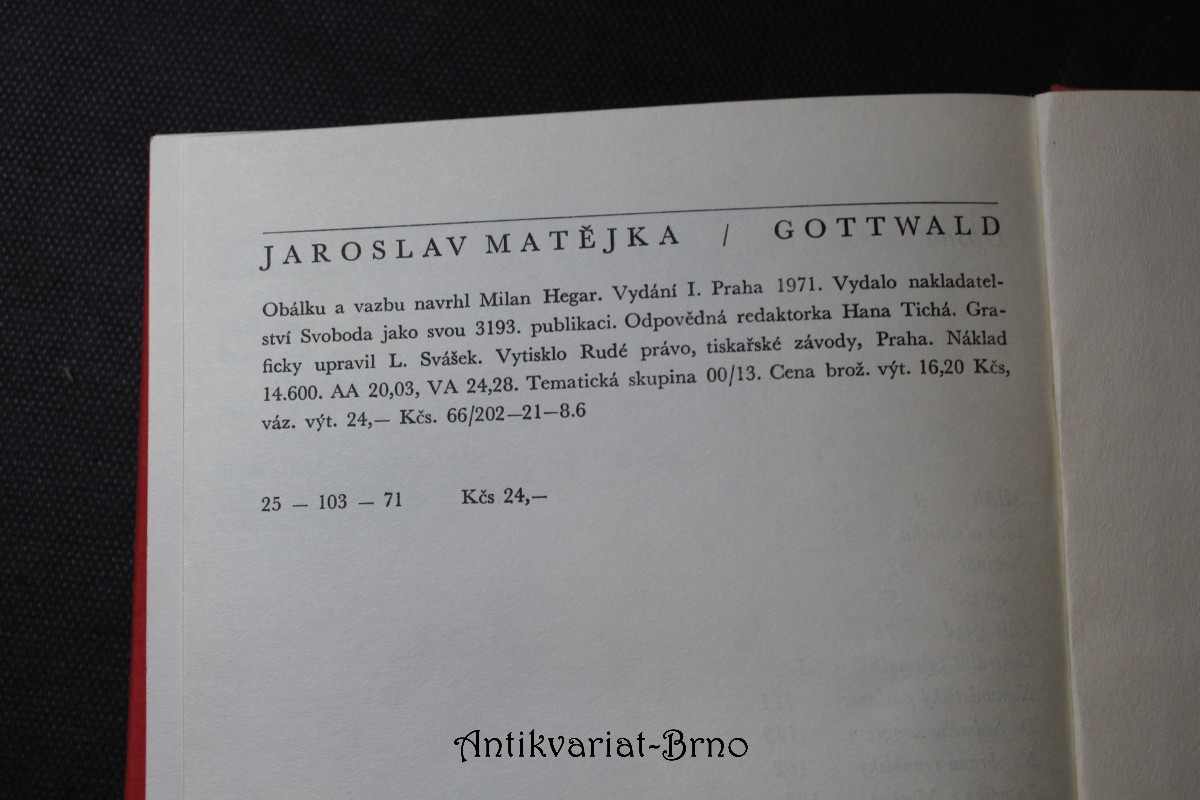 JAROSLAV MATĚJKA / GOTTWALD
Obálku a vazbu navrhl Milan Hegar. Vydání I. Praha 1971. Vydalo nakladatel-
ství Svoboda jako svou 3193. publikaci. Odpovědná redaktorka Hana Tichá. Gra-
ficky upravil L. Svášek. Vytisklo Rudé právo, tiskařské závody, Praha. Náklad
14.600. AA 20,03, VA 24,28. Tematická skupina 00/13. Cena brož. výt. 16,20 Kčs,
váz. výt. 24,— Kčs. 66/202—21—8.6
25 — 103 — 71 Kčs 24,—
Antikvariat-Brno